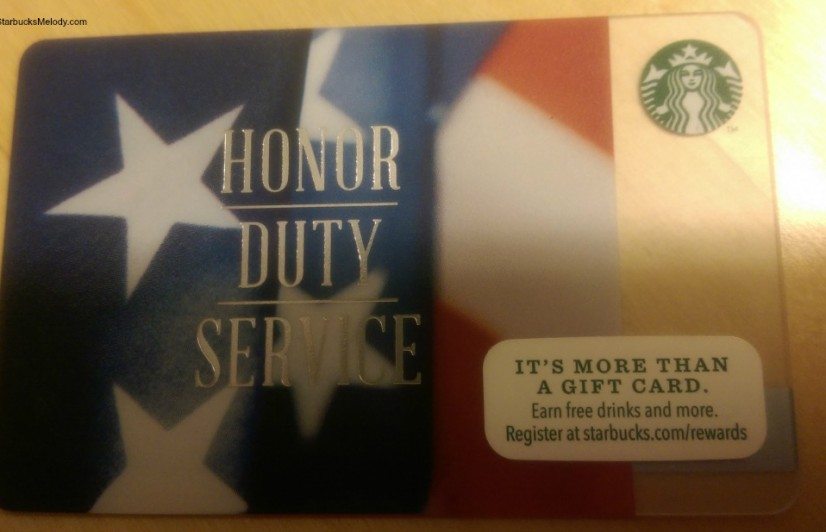 StarbucksMelody.com
HONOR
DUTY
SERVICE
TM
IT'S MORE THAN
A GIFT CARD.
Earn free drinks and more.
Register at starbucks.com/rewards